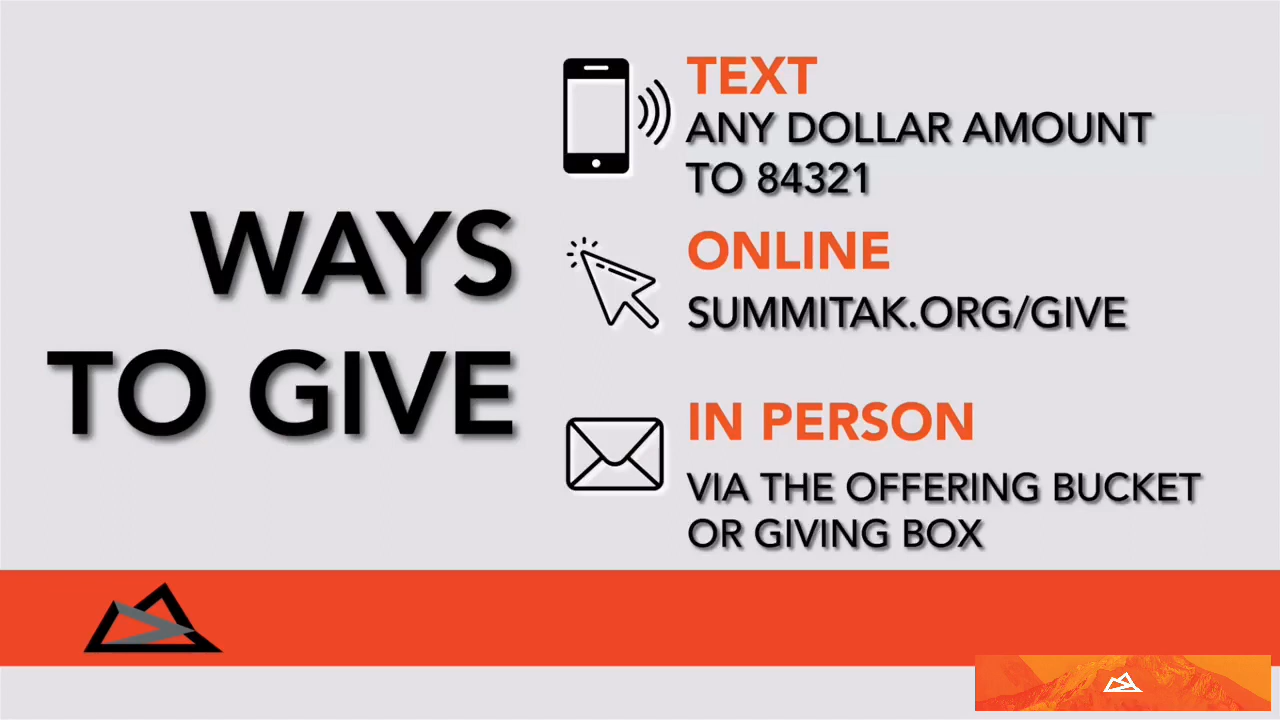 WAYS
TO GIVE
TEXT
ANY DOLLAR AMOUNT
TO 84321
ONLINE
SUMMITAK.ORG/GIVE
IN PERSON
VIA THE OFFERING BUCKET
OR GIVING BOX